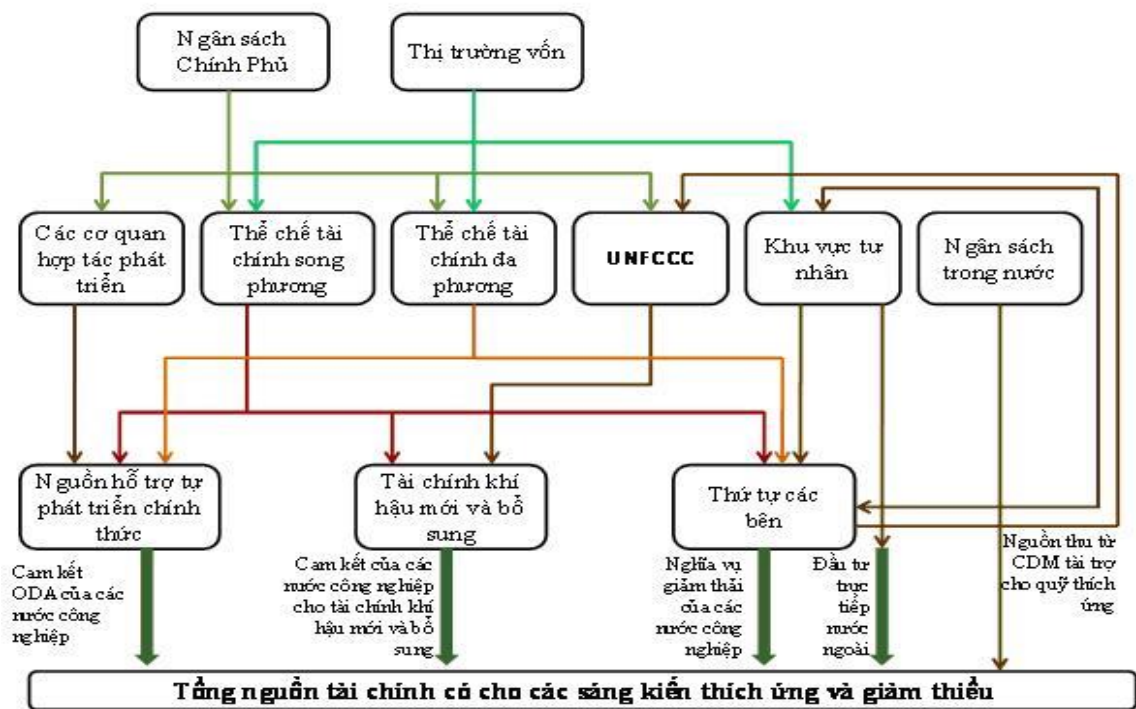 Ngân sách
Chính Phủ
Thị trường vốn
Các cơ quan
hợp tác phát
triển
Thể chế tài
chính song
phương
Thể chế tài
chính đa
phương
UNFCCC
Khu vực tư
nhân
Ngân sách
trong nước
Nguồn hỗ trợ tự
phát triển chính
thức
Tài chính khí
hậu mới và bổ
sung
Thứ tự các
bên
Cam kết
ODA của các
nước công
nghiệp
Cam kết của các
nước công nghiệp
cho tài chính khí
hậu mới và bổ
sung
Nghĩa vụ
giảm thải
của các
nước công
nghiệp
Đầu tư
trực
tiếp
nước
ngoài
Nguồn thu từ
CDM tài trợ
cho quỹ thích
ứng
Tổng nguồn tài chính có cho các sáng kiến thích ứng và giảm thiểu